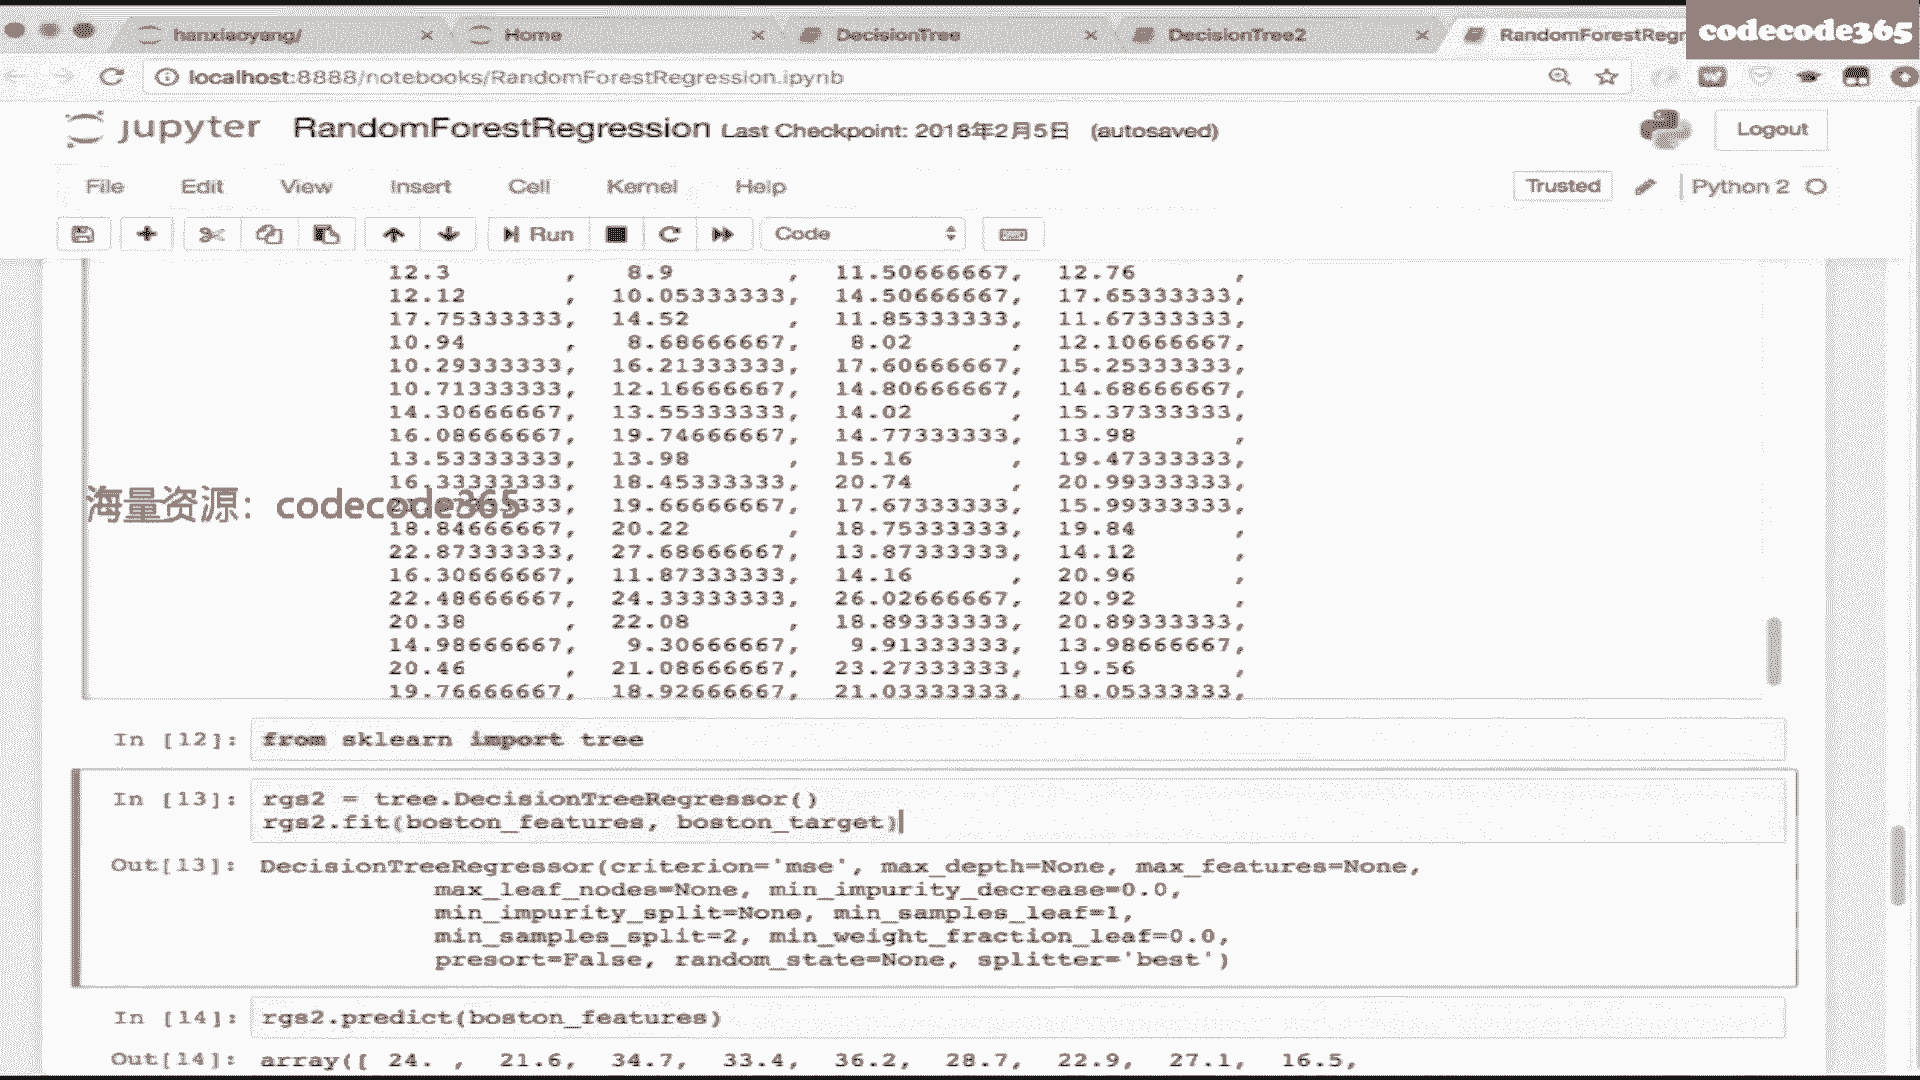 codecode365
hanxiaoyang/ Home DecisionTree DecisionTree2 RandomForestRegr
localhost:8888/notebooks/RandomForestRegression.ipynb
jupyter RandomForestRegression Last Checkpoint: 2018年2月5日 (autosaved) Logout
File Edit View Insert Cell Kernel Help Trusted Python 2
Run Code
12.3 , 8.9 , 11.50666667, 12.76 ,
12.12 , 10.05333333, 14.50666667, 17.65333333,
17.75333333, 14.52 , 11.85333333, 11.67333333,
10.94 , 8.68666667, 8.02 , 12.10666667,
10.29333333, 16.21333333, 17.60666667, 15.25333333,
10.71333333, 12.16666667, 14.80666667, 14.68666667,
14.30666667, 13.55333333, 14.02 , 15.37333333,
16.08666667, 19.74666667, 14.77333333, 13.98 ,
13.53333333, 13.98 , 15.16 , 19.47333333,
16.33333333, 18.45333333, 20.74 , 20.99333333,
海量资源：codecode365
19.66666667, 17.67333333, 15.99333333,
18.84666667, 20.22 , 18.75333333, 19.84 ,
22.87333333, 27.68666667, 13.87333333, 14.12 ,
16.30666667, 11.87333333, 14.16 , 20.96 ,
22.48666667, 24.33333333, 26.02666667, 20.92 ,
20.38 , 22.08 , 18.89333333, 20.89333333,
14.98666667, 9.30666667, 9.91333333, 13.98666667,
20.46 , 21.08666667, 23.27333333, 19.56 ,
19.76666667, 18.92666667, 21.03333333, 18.05333333,
In [12]: from sklearn import tree
In [13]: rgs2 = tree.DecisionTreeRegressor()
rgs2.fit(boston_features, boston_target)
Out[13]: DecisionTreeRegressor(criterion='mse', max_depth=None, max_features=None,
max_leaf_nodes=None, min_impurity_decrease=0.0,
min_impurity_split=None, min_samples_leaf=1,
min_samples_split=2, min_weight_fraction_leaf=0.0,
presort=False, random_state=None, splitter='best')
In [14]: rgs2.predict(boston_features)
Out[14]: array([ 24. , 21.6, 34.7, 33.4, 36.2, 28.7, 22.9, 27.1, 16.5,